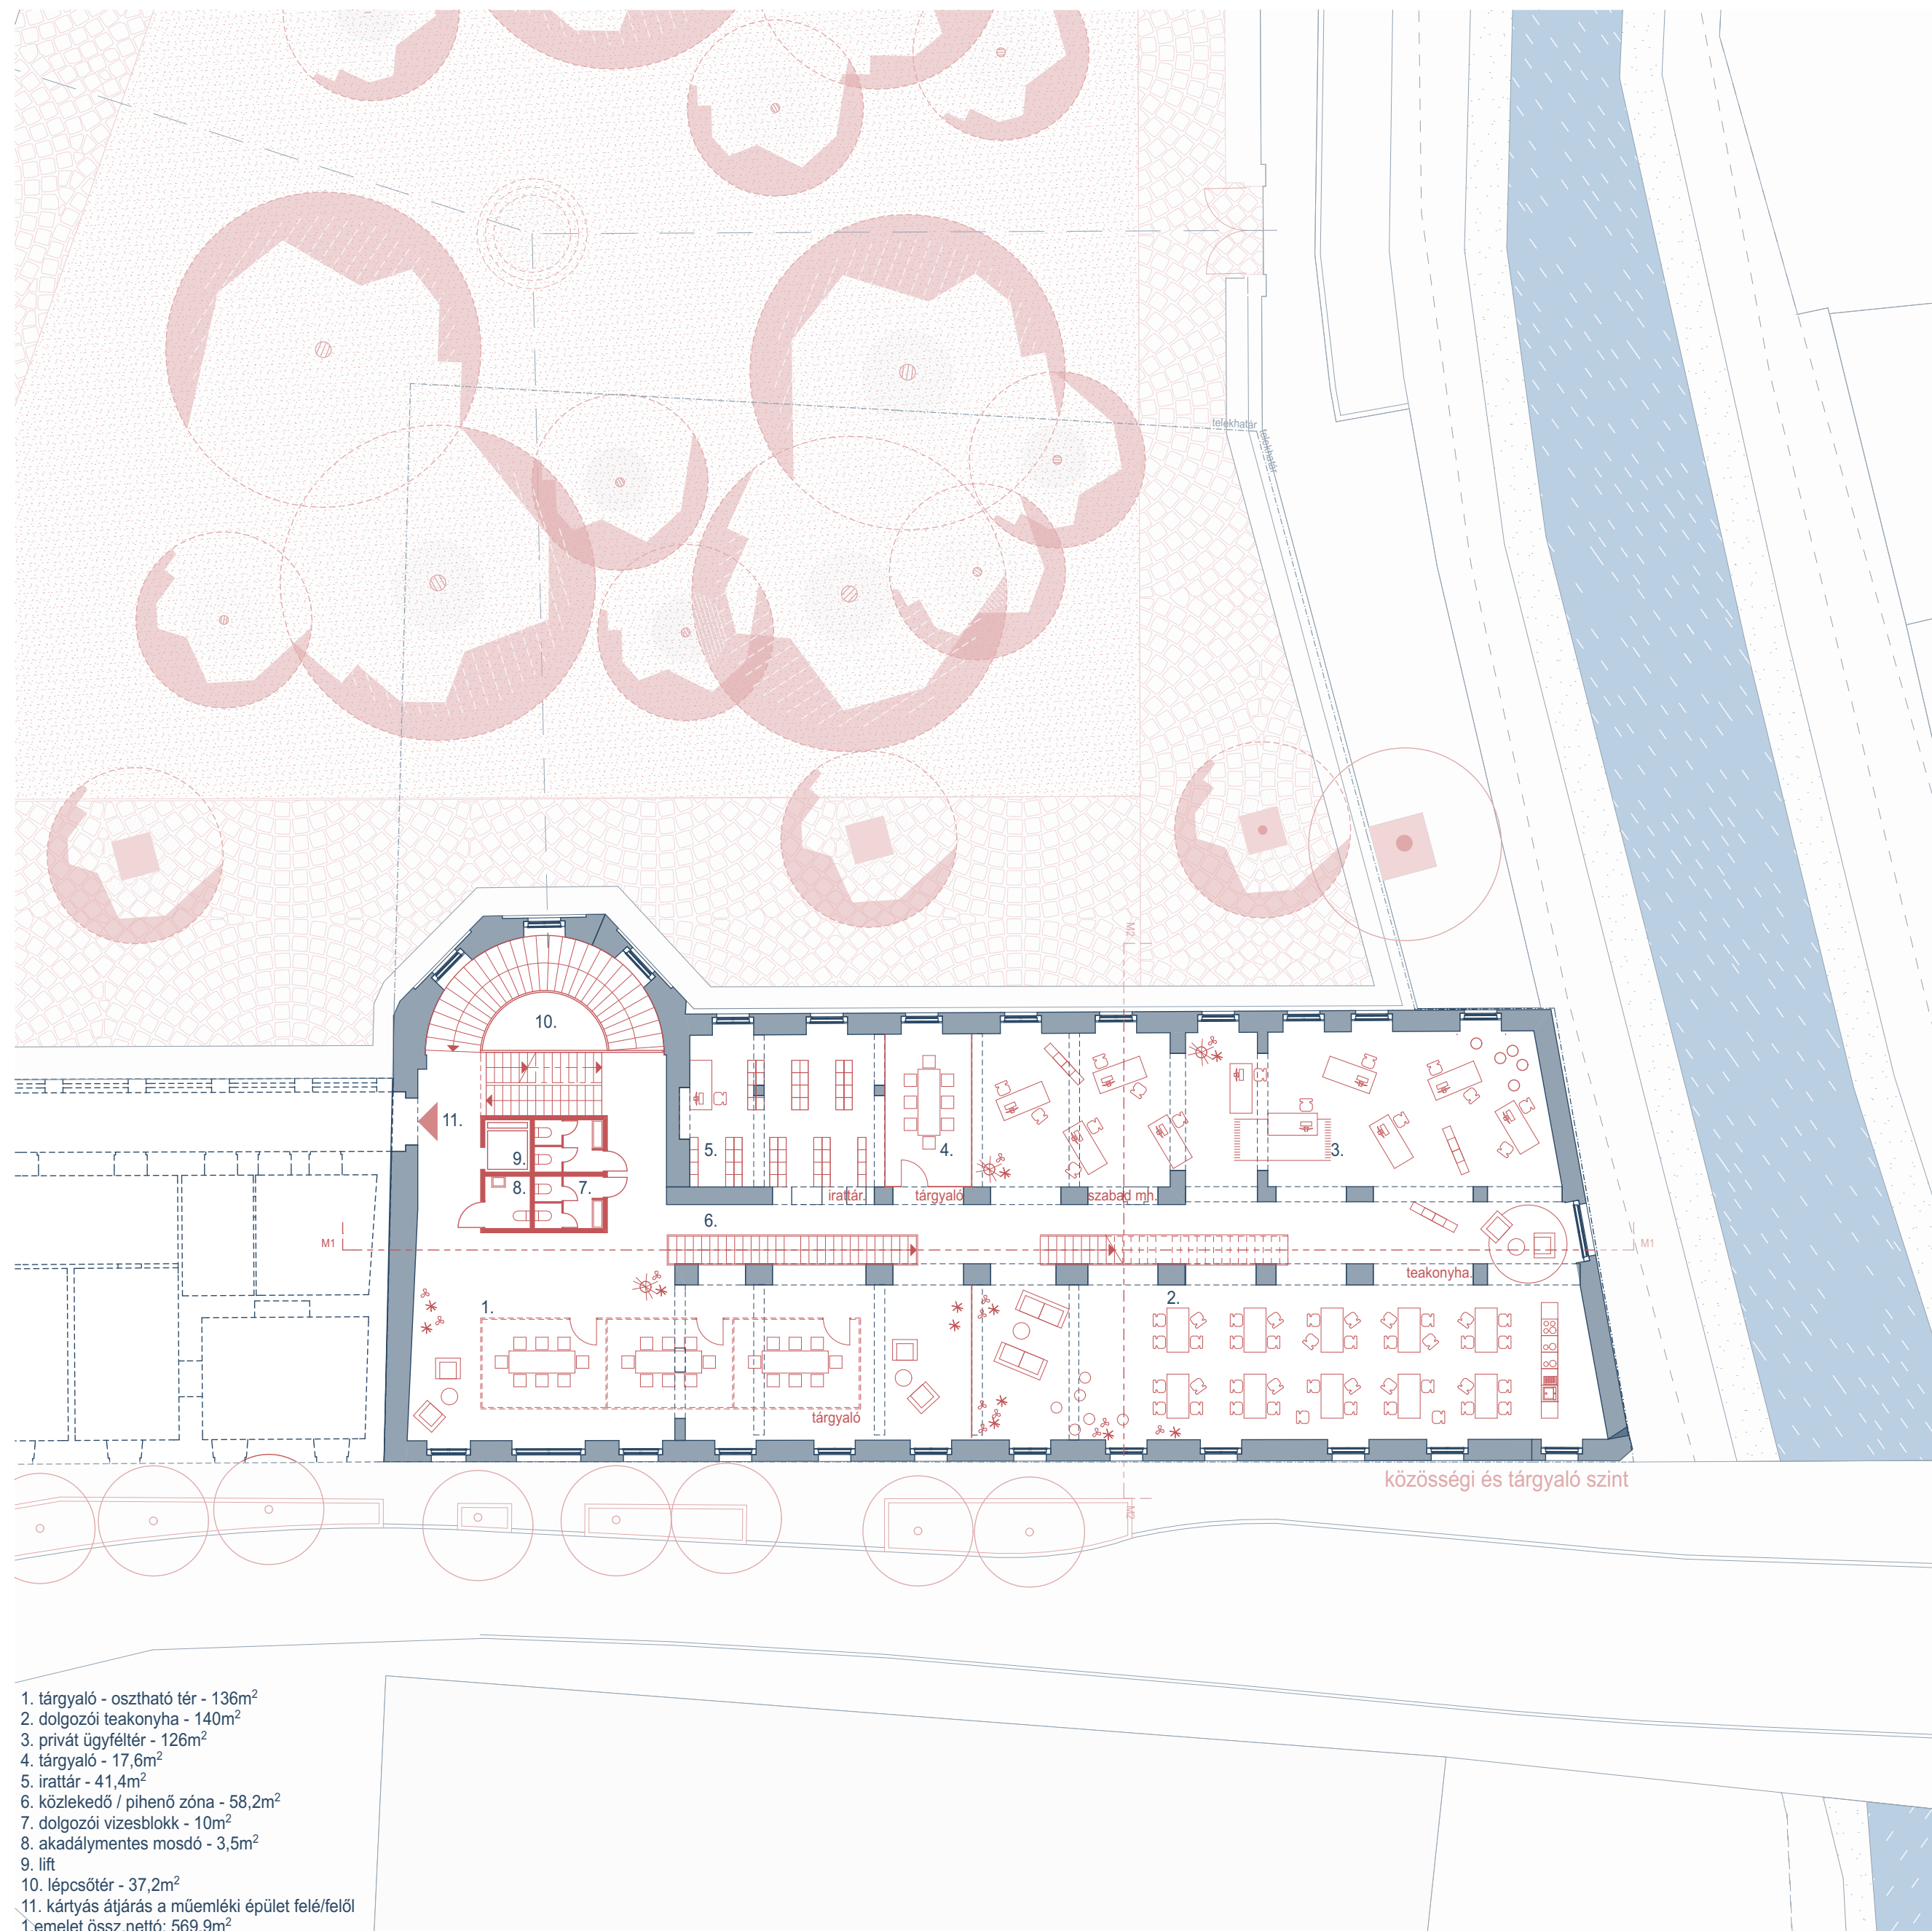 telekhatár
telekhatár
M2
10.
11.
9.
8.
7.
5.
4.
3.
irattár.
tárgyaló
szabad mh.
6.
M1
M1
teakonyha.
1.
2.
tárgyaló
közösségi és tárgyaló szint
M2
1. tárgyaló - osztható tér - 136m²
2. dolgozói teakonyha - 140m²
3. privát ügyféltér - 126m²
4. tárgyaló - 17,6m²
5. irattár - 41,4m²
6. közlekedő / pihenő zóna - 58,2m²
7. dolgozói vizesblokk - 10m²
8. akadálymentes mosdó - 3,5m²
9. lift
10. lépcsőtér - 37,2m²
11. kártyás átjárás a műemléki épület felé/felől
1.emelet össz.nettó: 569,9m²